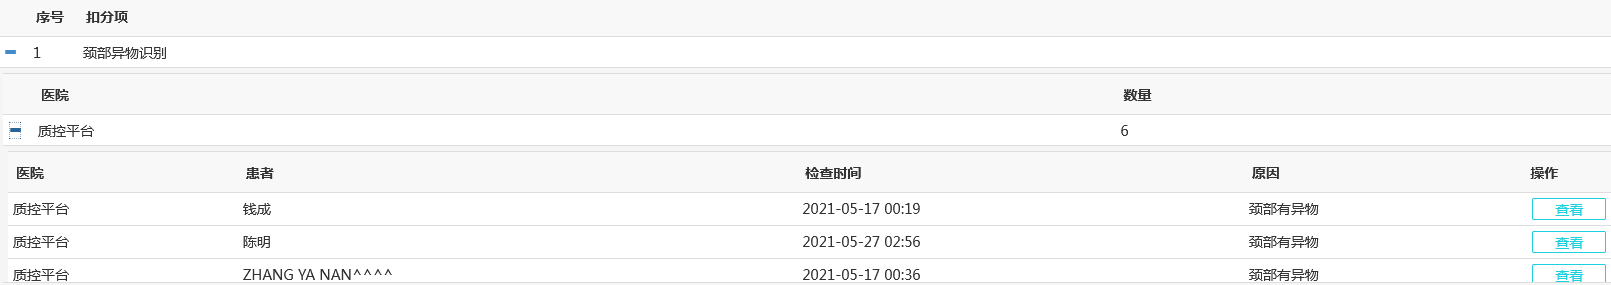 序号 扣分项
1 颈部异物识别
医院 数量
质控平台 6
医院 患者 检查时间 原因 操作
质控平台 钱成 2021-05-17 00:19 颈部有异物 查看
质控平台 陈明 2021-05-27 02:56 颈部有异物 查看
质控平台 ZHANG YA NAN^^^^ 2021-05-17 00:36 颈部有异物 查看